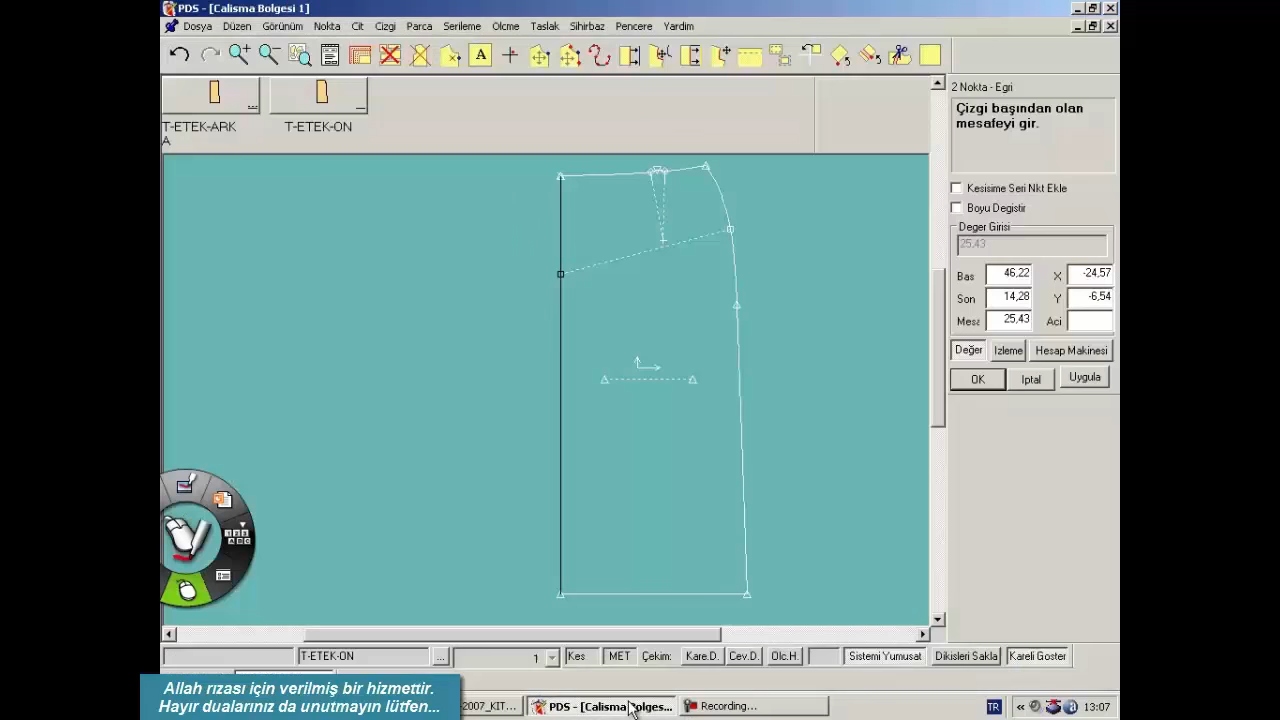 PDS - [Calisma Bolgesi 1]
Dosya Düzen Görünüm Nokta Cit Çizgi Parca Serileme Olcme Taslak Sihirbaz Pencere Yardim
A
T-ETEK-ARK
A
T-ETEK-ON
2 Nokta - Egri
Çizgi başından olan
mesafeyi gir.
Kesisime Seri Nkt Ekle
Boyu Degistir
Deger Girisi
25,43
Bas 46,22 X -24,57
Son 14,28 Y -6,54
Mesa 25,43 Aci
Değer Izleme Hesap Makinesi
OK Iptal Uygula
1 2 3
A B C
T-ETEK-ON ... 1 Kes MET Çekim: Kare.D. Cev.D. Olc.H. Sistemi Yumusat Dikisleri Sakla Kareli Goster
Allah rızası için verilmiş bir hizmettir.
Hayır dualarınız da unutmayın lütfen...
2007_KIT... PDS - [Calisma Bolges... Recording... TR « 13:07